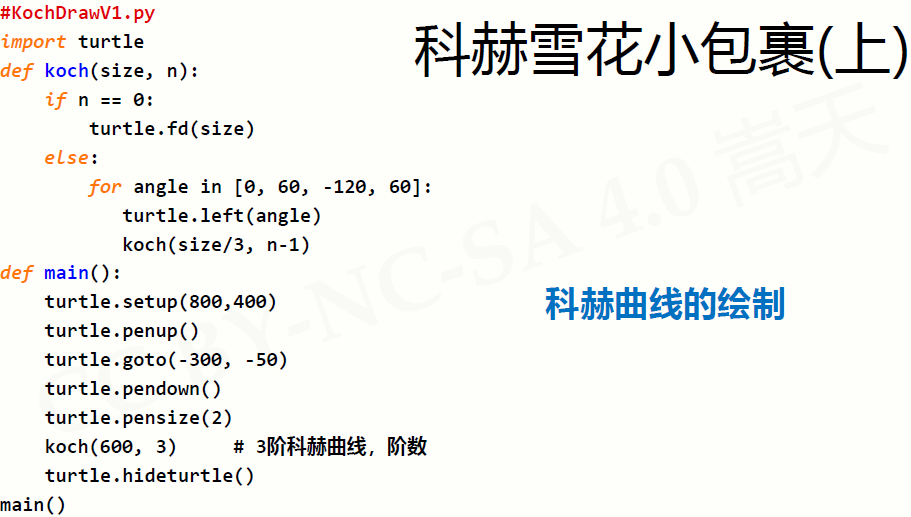 #KochDrawV1.py
科赫雪花小包裹(上)
import turtle
def koch(size, n):
    if n == 0:
        turtle.fd(size)
    else:
        for angle in [0, 60, -120, 60]:
           turtle.left(angle)
           koch(size/3, n-1)
def main():
    turtle.setup(800,400)
    turtle.penup()
    turtle.goto(-300, -50)
    turtle.pendown()
    turtle.pensize(2)
    koch(600, 3)     # 3阶科赫曲线，阶数
    turtle.hideturtle()
main()
科赫曲线的绘制
CC BY-NC-SA 4.0 嵩天